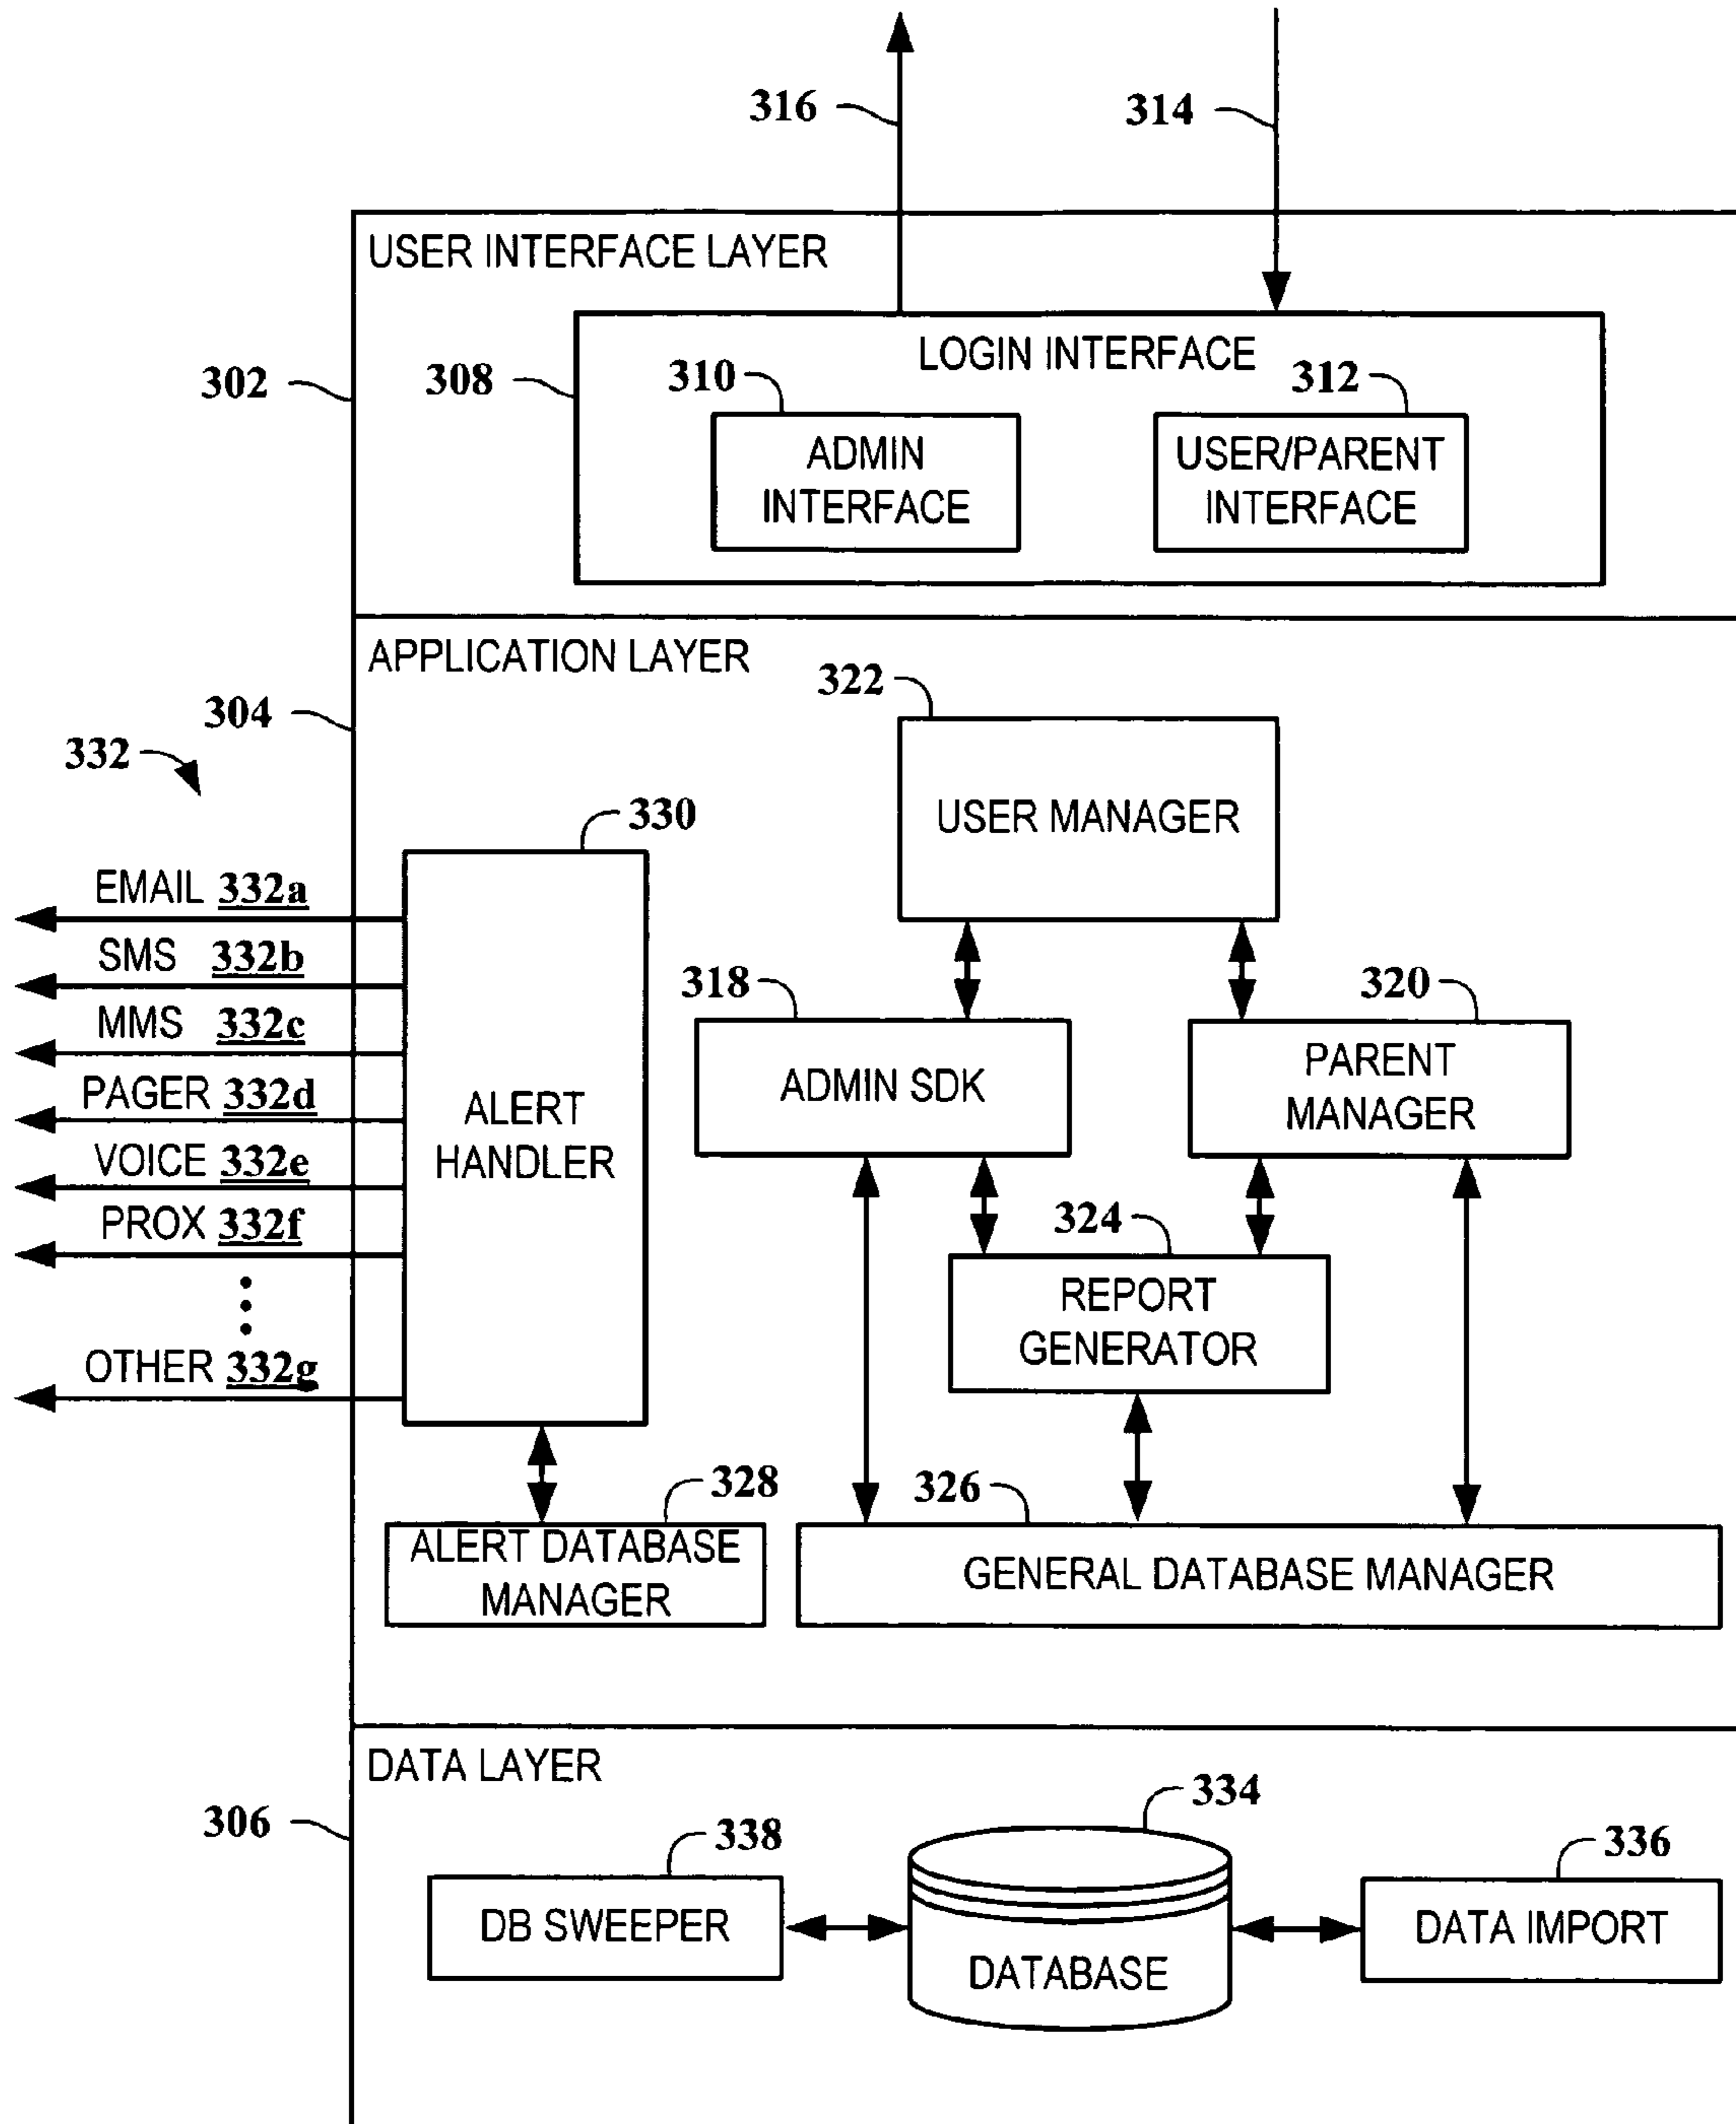 316
314
USER INTERFACE LAYER
LOGIN INTERFACE
302
308
310
312
ADMIN
INTERFACE
USER/PARENT
INTERFACE
APPLICATION LAYER
322
304
332
USER MANAGER
330
EMAIL 332a
SMS 332b
MMS 332c
PAGER 332d
VOICE 332e
PROX 332f
OTHER 332g
ALERT
HANDLER
318
320
ADMIN SDK
PARENT
MANAGER
324
REPORT
GENERATOR
328
326
ALERT DATABASE
MANAGER
GENERAL DATABASE MANAGER
DATA LAYER
306
338
334
336
DB SWEEPER
DATABASE
DATA IMPORT